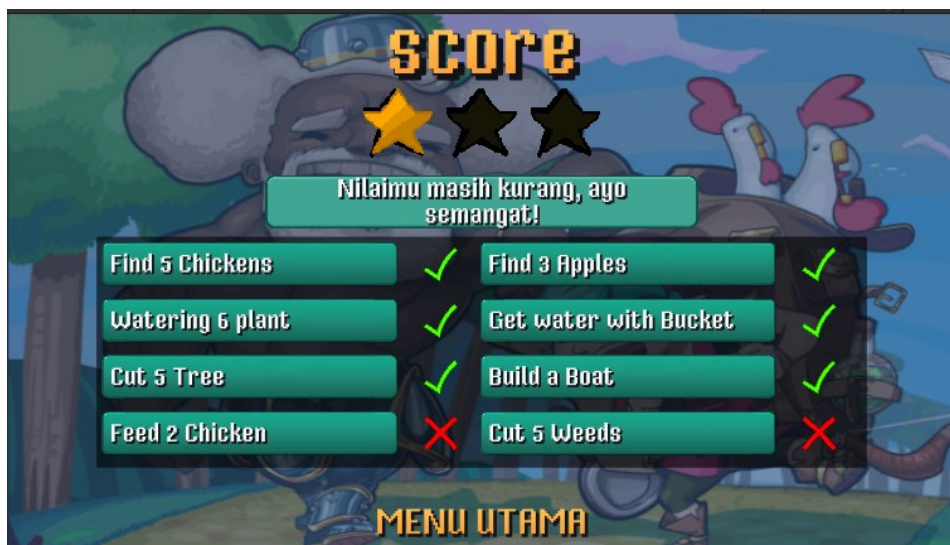 score
Nilaimu masih kurang, ayo
semangat!
Find 5 Chickens
Find 3 Apples
Watering 6 plant
Get water with Bucket
Cut 5 Tree
Build a Boat
Feed 2 Chicken
Cut 5 Weeds
MENU UTAMA